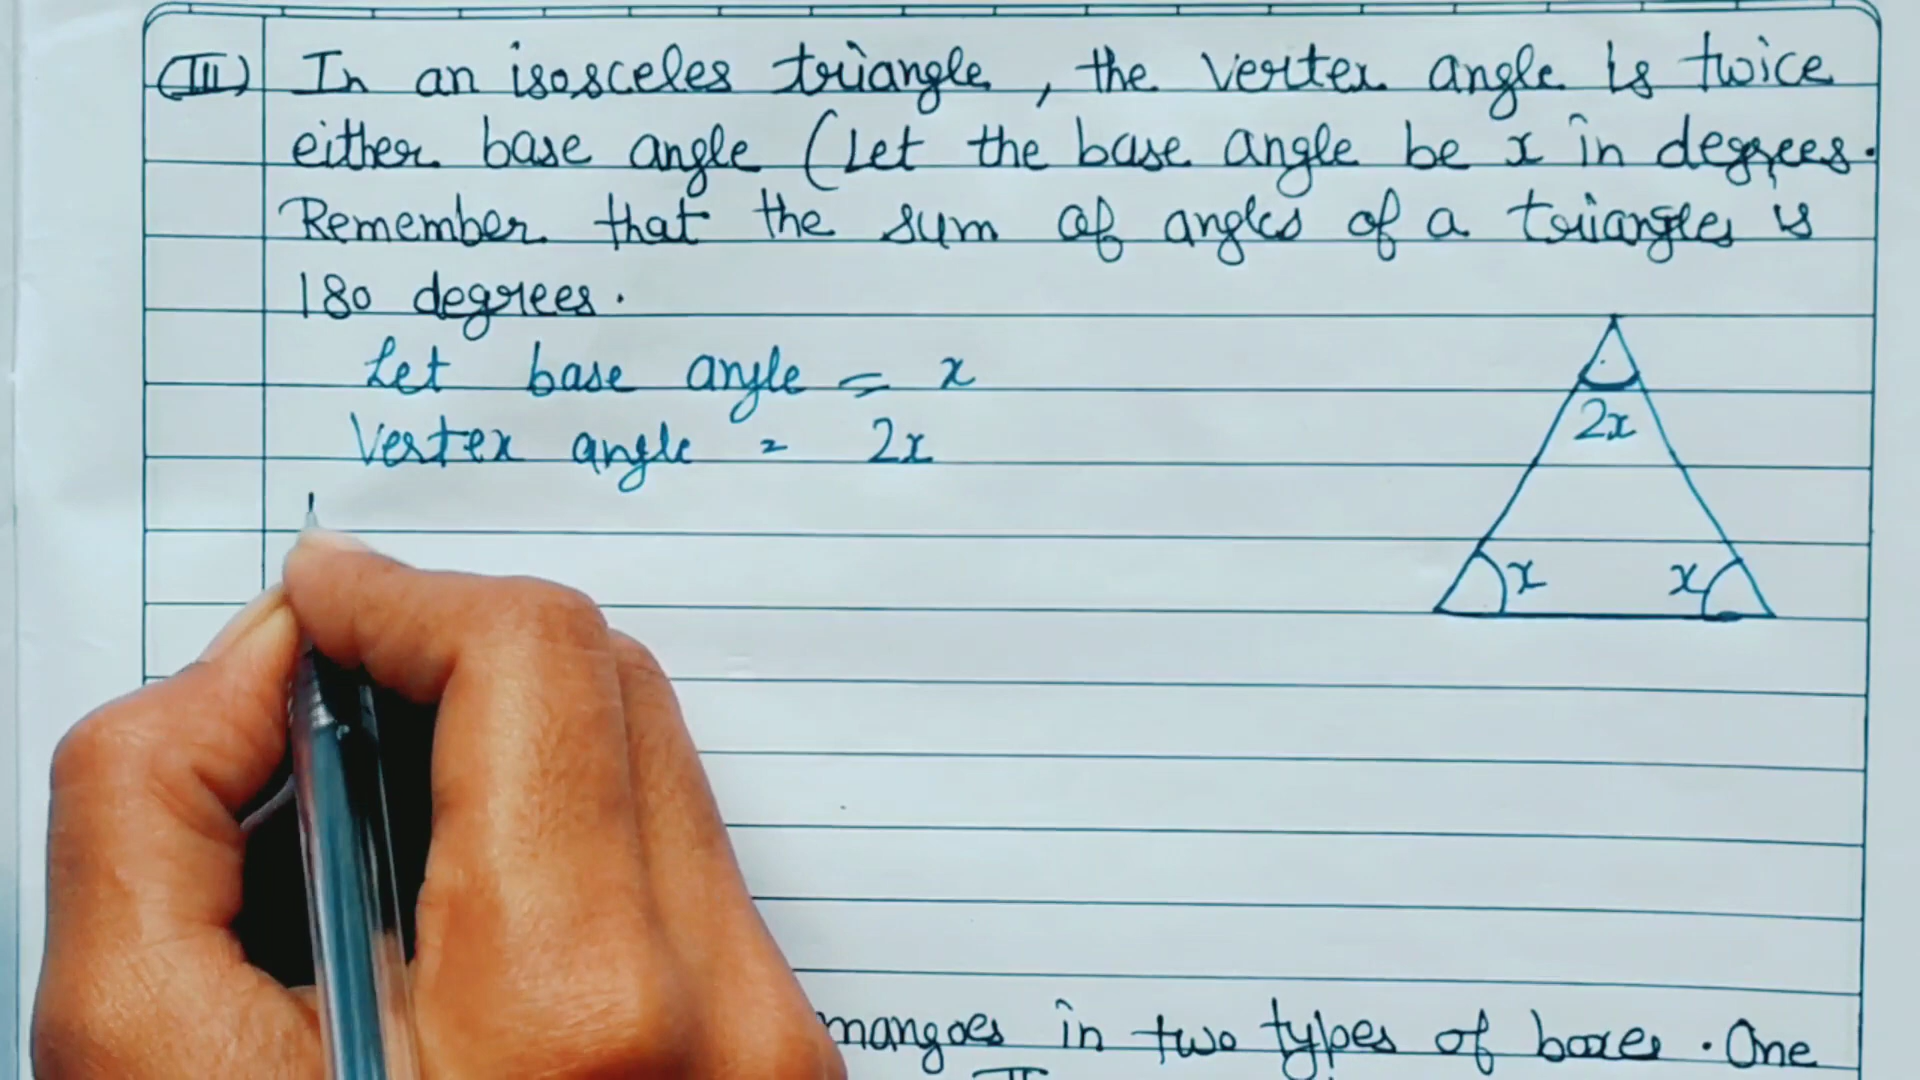 (III) In an isosceles triangle, the vertex angle is twice
either base angle (Let the base angle be x in degrees.
Remember that the sum of angles of a triangles is
180 degrees.
Let base angle = x
Vertex angle = 2x
2x
x x
mangoes in two types of boxes. One